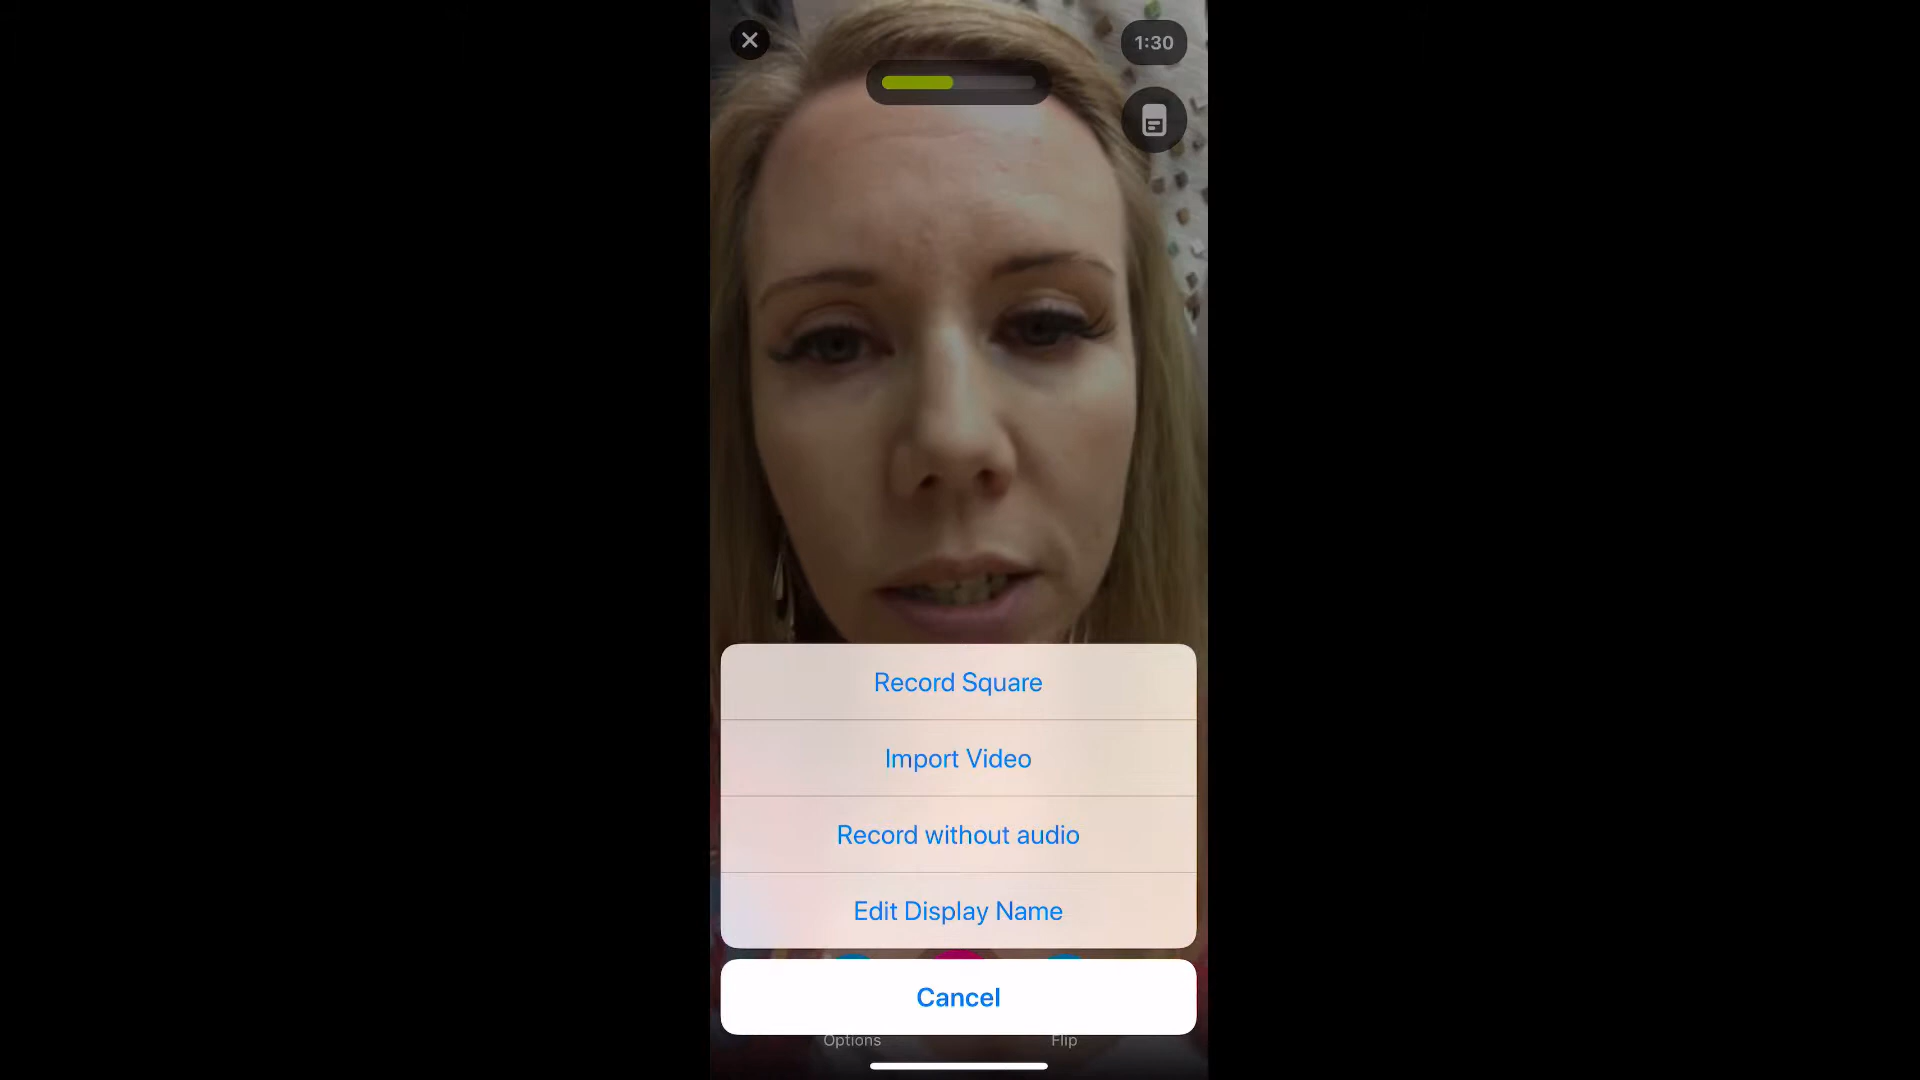 1:30
Record Square
Import Video
Record without audio
Edit Display Name
Cancel
Options
Flip